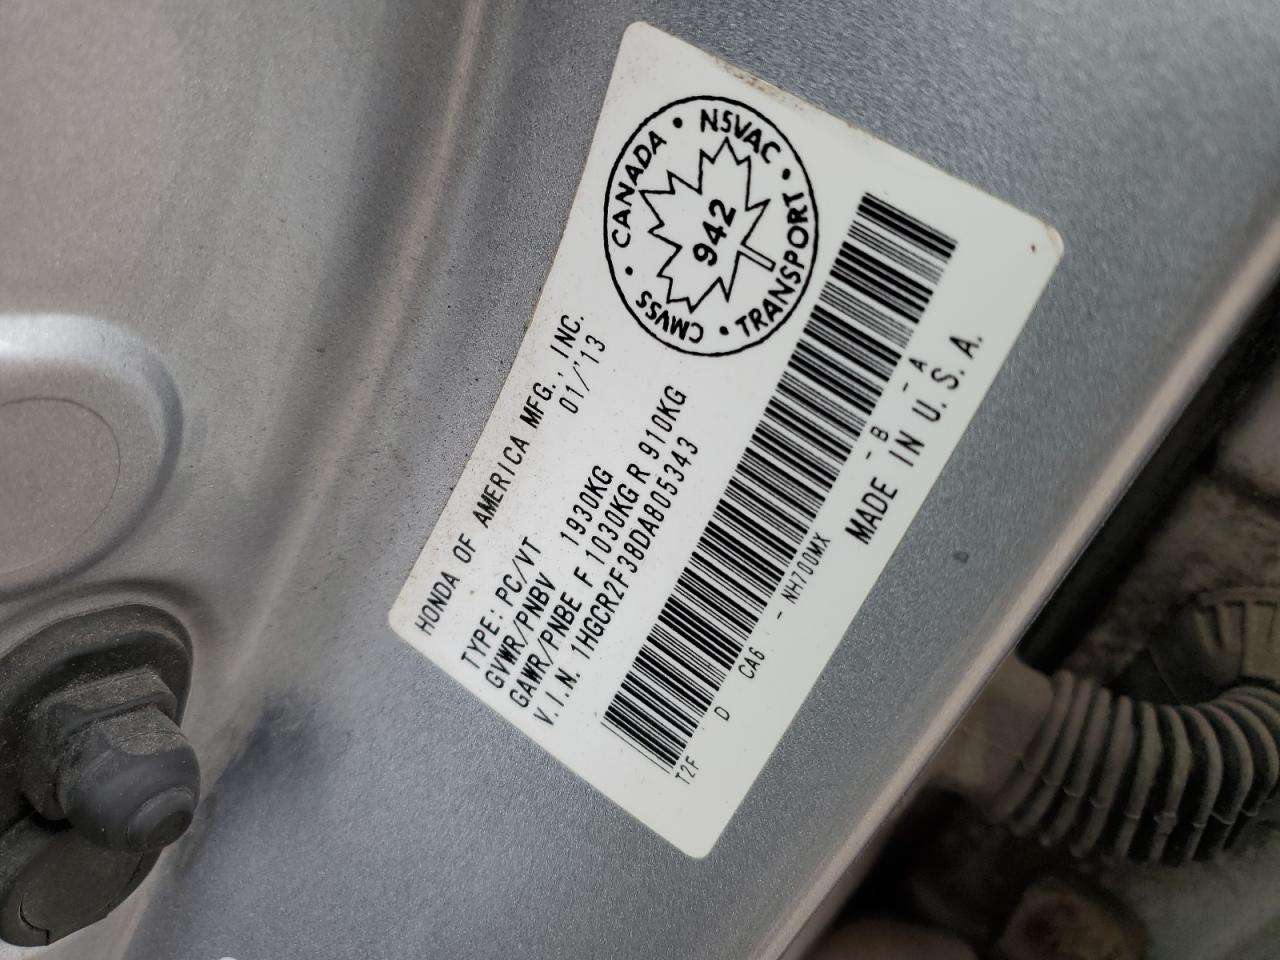 HONDA OF AMERICA MFG., INC.
01/'13
TYPE: PC/VT
GVWR/PNBV 1930KG
GAWR/PNBE F 1030KG R 910KG
V.I.N. 1HGCR2F38DA805343
CANADA • NSVAC • TRANSPORT • CMVSS •
942
T2F D CA6 - NH700MX - B - A
MADE IN U.S.A.